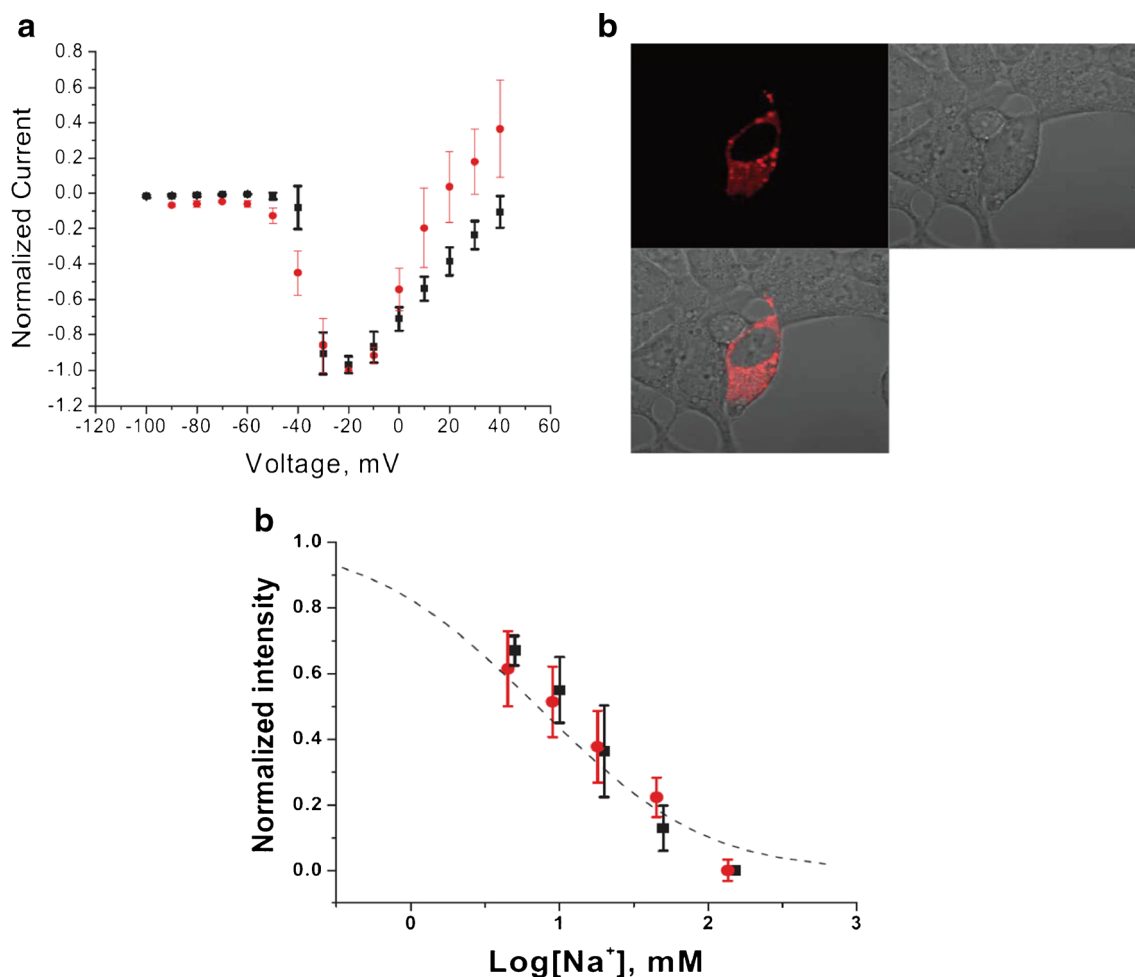 a
0.8
0.6
0.4
0.2
0.0
-0.2
-0.4
-0.6
-0.8
-1.0
-1.2
Normalized Current
-120 -100 -80 -60 -40 -20 0 20 40 60
Voltage, mV
b
b
1.0
0.8
0.6
0.4
0.2
0.0
Normalized intensity
0 1 2 3
Log[Na⁺], mM